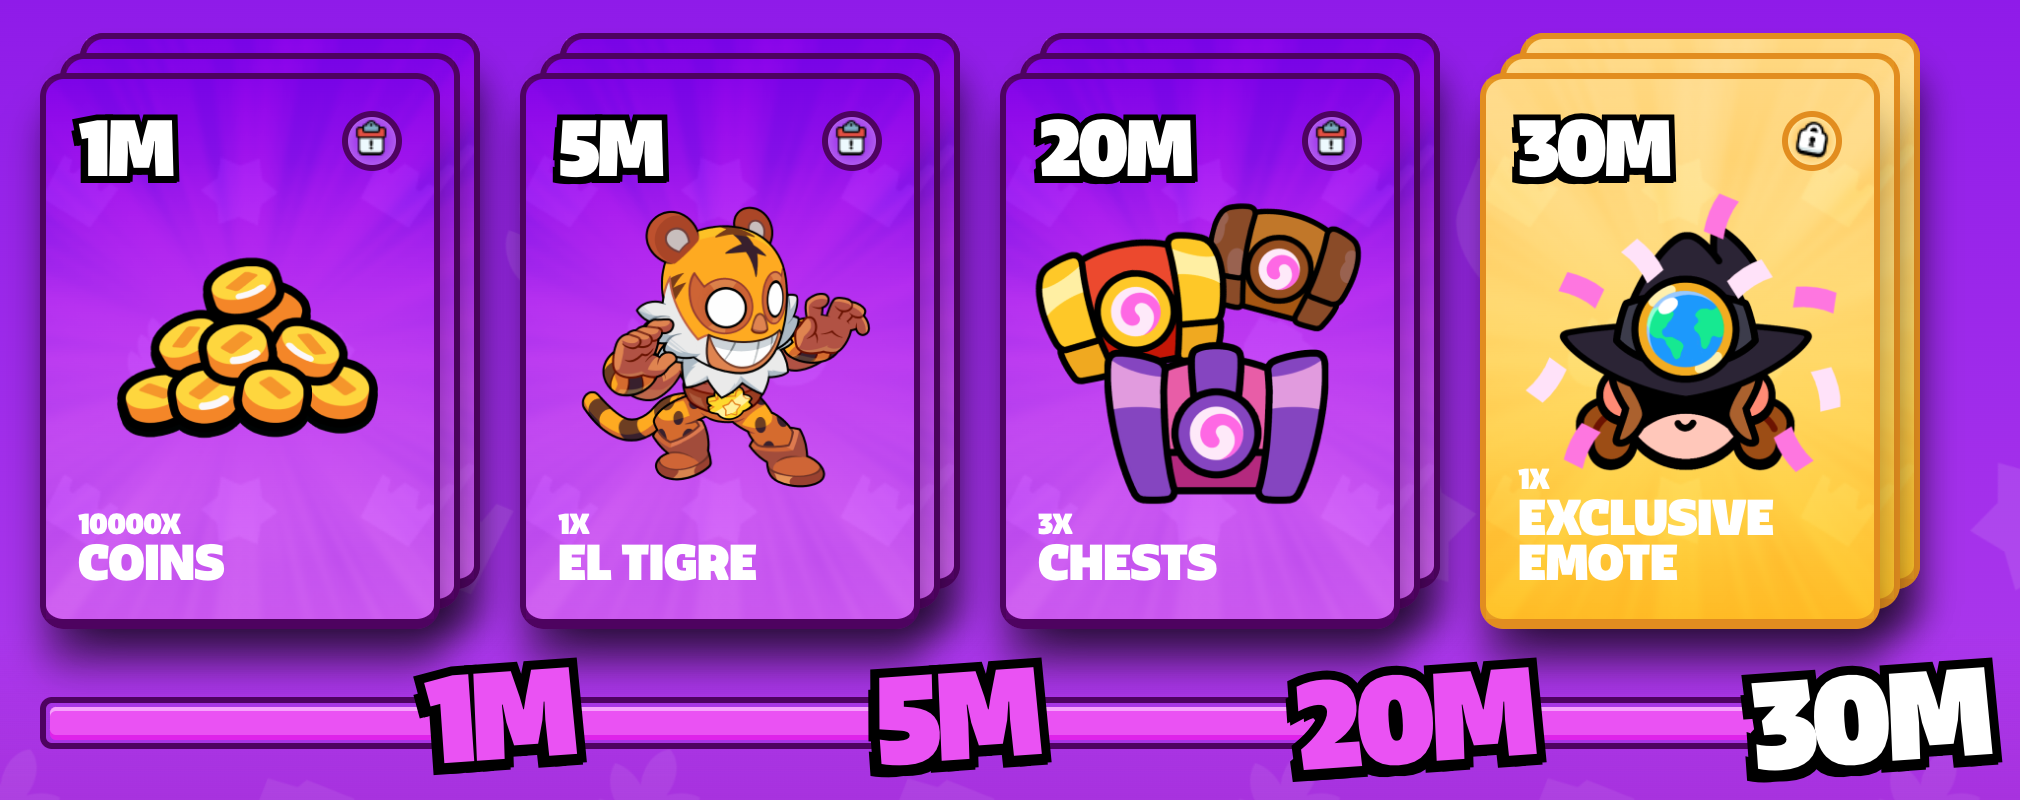 1M
10000X
COINS
5M
1X
EL TIGRE
20M
3X
CHESTS
30M
1X
EXCLUSIVE
EMOTE
1M
5M
20M
30M